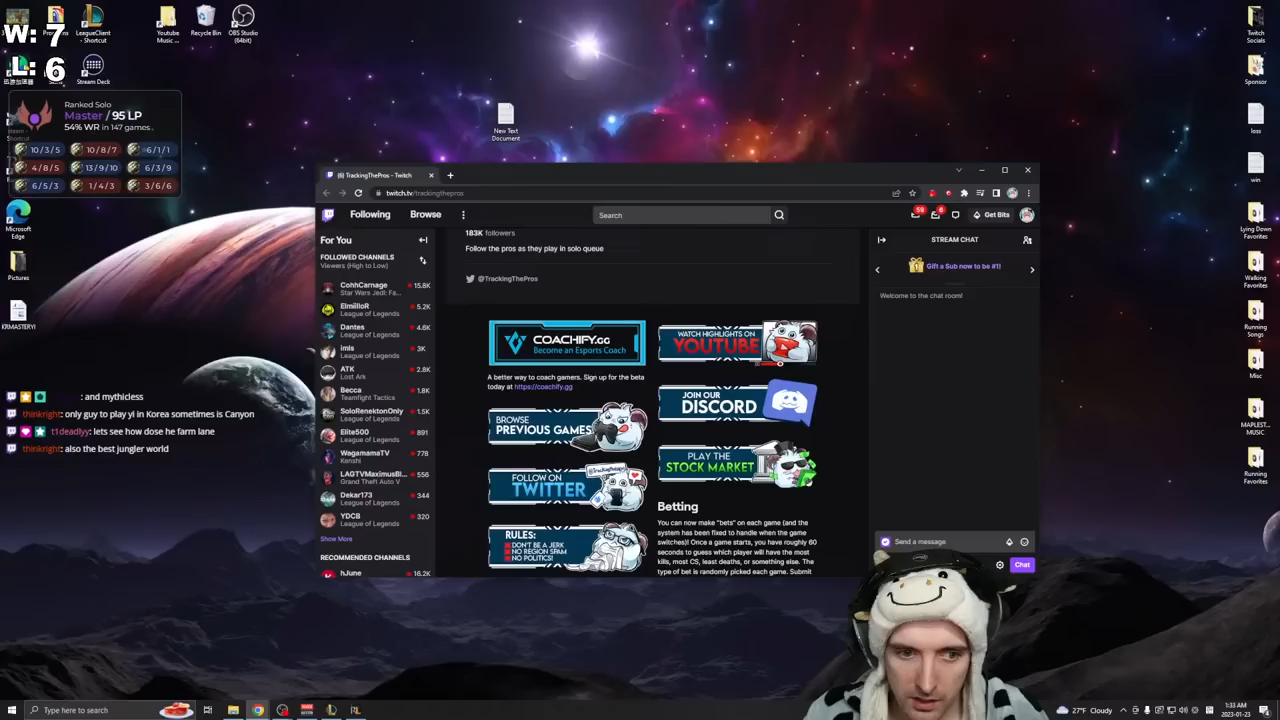 W: 7
L: 6
LeagueClient - Shortcut
Youtube Music ...
Recycle Bin
OBS Studio (64bit)
Stream Deck
Ranked Solo
Master / 95 LP
54% WR in 147 games.
10/3/5
10/8/7
6/1/1
4/8/5
13/9/10
6/3/9
6/5/3
1/4/3
3/6/6
Microsoft Edge
Pictures
KRMASTERYI
New Text Document
Twitch Socials
Sponsor
loss
win
Lying Down Favorites
Walking Favorites
Running Songs
Misc
MAPLEST... MUSIC
Running Favorites
: and mythicless
thinkright: only guy to play yi in Korea sometimes is Canyon
t1deadlyy: lets see how dose he farm lane
thinkright: also the best jungler world
(6) TrackingThePros - Twitch
twitch.tv/trackingthepros
Following
Browse
Search
59
6
Get Bits
For You
FOLLOWED CHANNELS
Viewers (High to Low)
CohhCarnage
Star Wars Jedi: Fa...
15.8K
ElmilloR
League of Legends
5.2K
Dantes
League of Legends
4.6K
imls
League of Legends
3K
ATK
Lost Ark
2.8K
Becca
Teamfight Tactics
1.8K
SoloRenektonOnly
League of Legends
1.5K
Elite500
League of Legends
891
WagamamaTV
Kenshi
778
LAGTVMaximusBl...
Grand Theft Auto V
556
Dekar173
League of Legends
344
YDCB
League of Legends
320
Show More
RECOMMENDED CHANNELS
hJune
16.2K
183K followers
Follow the pros as they play in solo queue
@TrackingThePros
COACHIFY.GG
Become an Esports Coach
A better way to coach gamers. Sign up for the beta
today at https://coachify.gg
BROWSE
PREVIOUS GAMES
FOLLOW ON
TWITTER
@TrackingThePros
RULES:
DON'T BE A JERK
NO REGION SPAM
NO POLITICS!
WATCH HIGHLIGHTS ON
YOUTUBE
JOIN OUR
DISCORD
PLAY THE
STOCK MARKET
Betting
You can now make "bets" on each game (and the
system has been fixed to handle when the game
switches)! Once a game starts, you have roughly 60
seconds to guess which player will have the most
kills, most CS, least deaths, or something else. The
type of bet is randomly picked each game. Submit
STREAM CHAT
Gift a Sub now to be #1!
Welcome to the chat room!
Send a message
Chat
Type here to search
27°F Cloudy
1:33 AM
2023-01-23